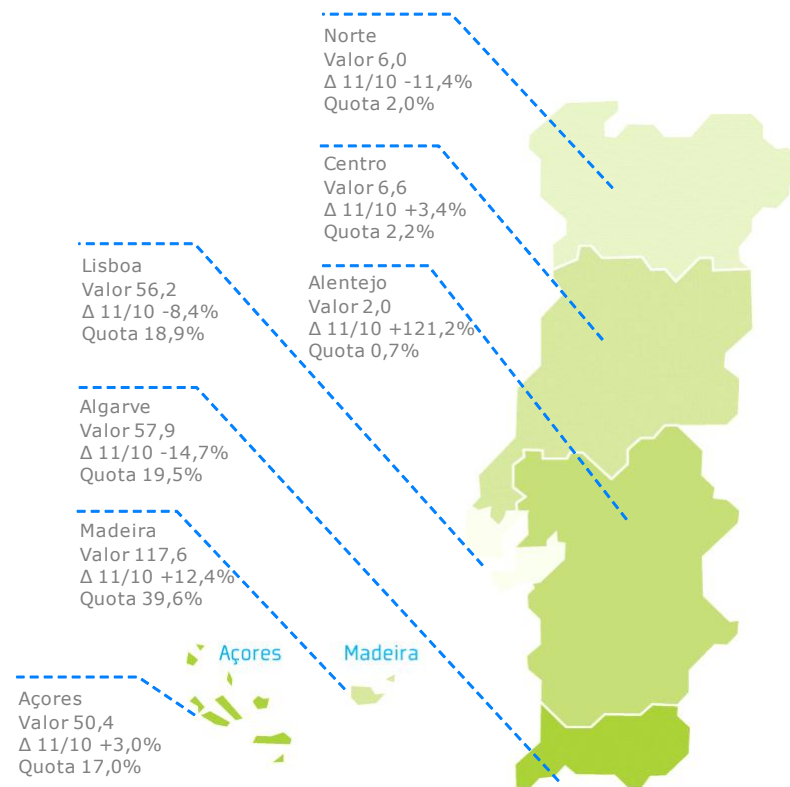 Norte
Valor 6,0
Δ 11/10 -11,4%
Quota 2,0%
Centro
Valor 6,6
Δ 11/10 +3,4%
Quota 2,2%
Lisboa
Valor 56,2
Δ 11/10 -8,4%
Quota 18,9%
Alentejo
Valor 2,0
Δ 11/10 +121,2%
Quota 0,7%
Algarve
Valor 57,9
Δ 11/10 -14,7%
Quota 19,5%
Madeira
Valor 117,6
Δ 11/10 +12,4%
Quota 39,6%
Açores Madeira
Açores
Valor 50,4
Δ 11/10 +3,0%
Quota 17,0%